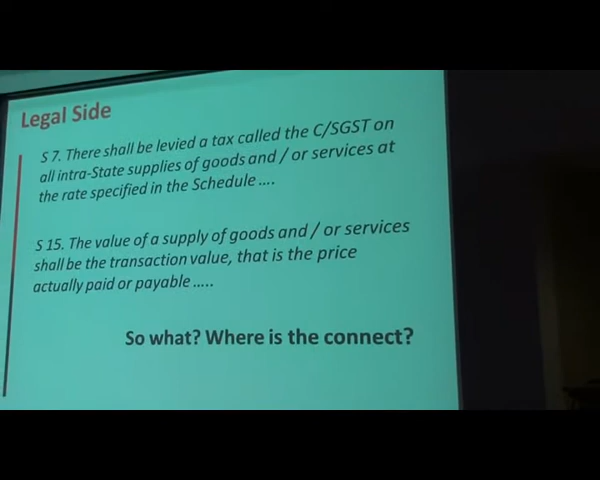 Legal Side
S 7. There shall be levied a tax called the C/SGST on
all intra-State supplies of goods and / or services at
the rate specified in the Schedule ....
S 15. The value of a supply of goods and / or services
shall be the transaction value, that is the price
actually paid or payable .....
So what? Where is the connect?